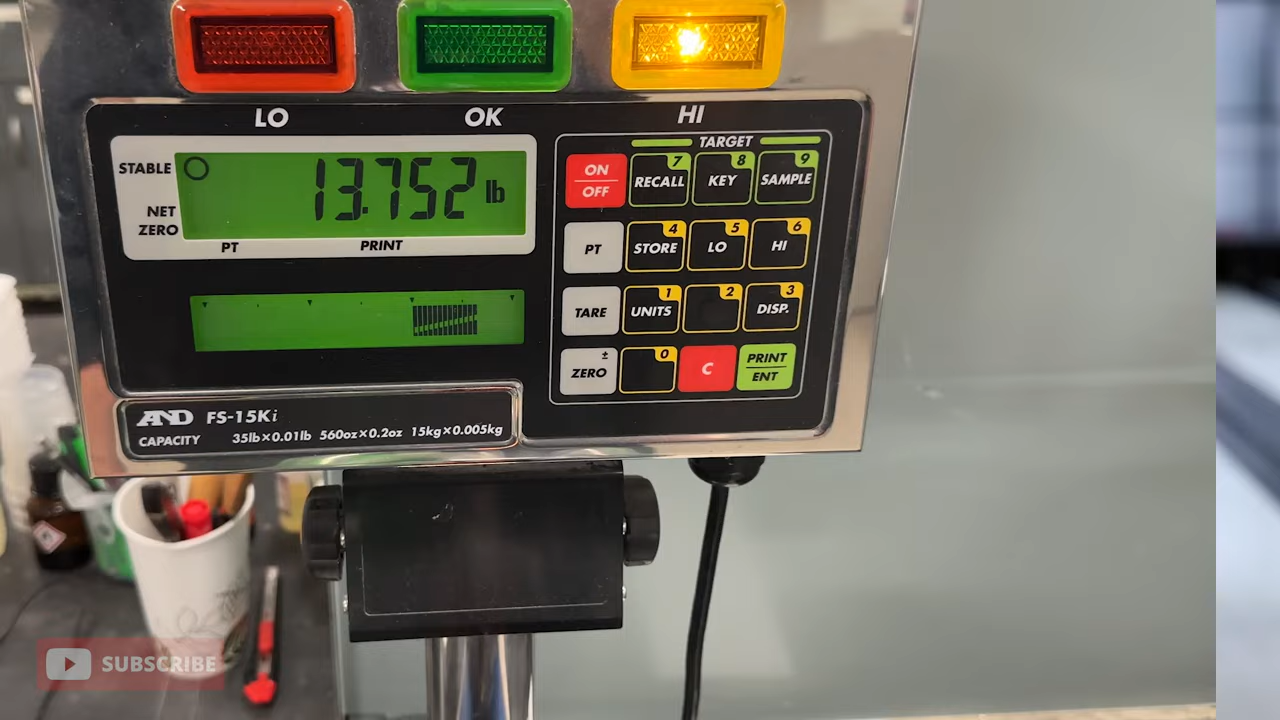 LO OK HI
STABLE
13.752 lb
NET
ZERO
PT PRINT
TARGET
ON
OFF
7
RECALL
8
KEY
9
SAMPLE
PT
4
STORE
5
LO
6
HI
TARE
1
UNITS
2
3
DISP.
±
ZERO
0
C
PRINT
ENT
AND FS-15Ki
CAPACITY 35lb×0.01lb 560oz×0.2oz 15kg×0.005kg
SUBSCRIBE